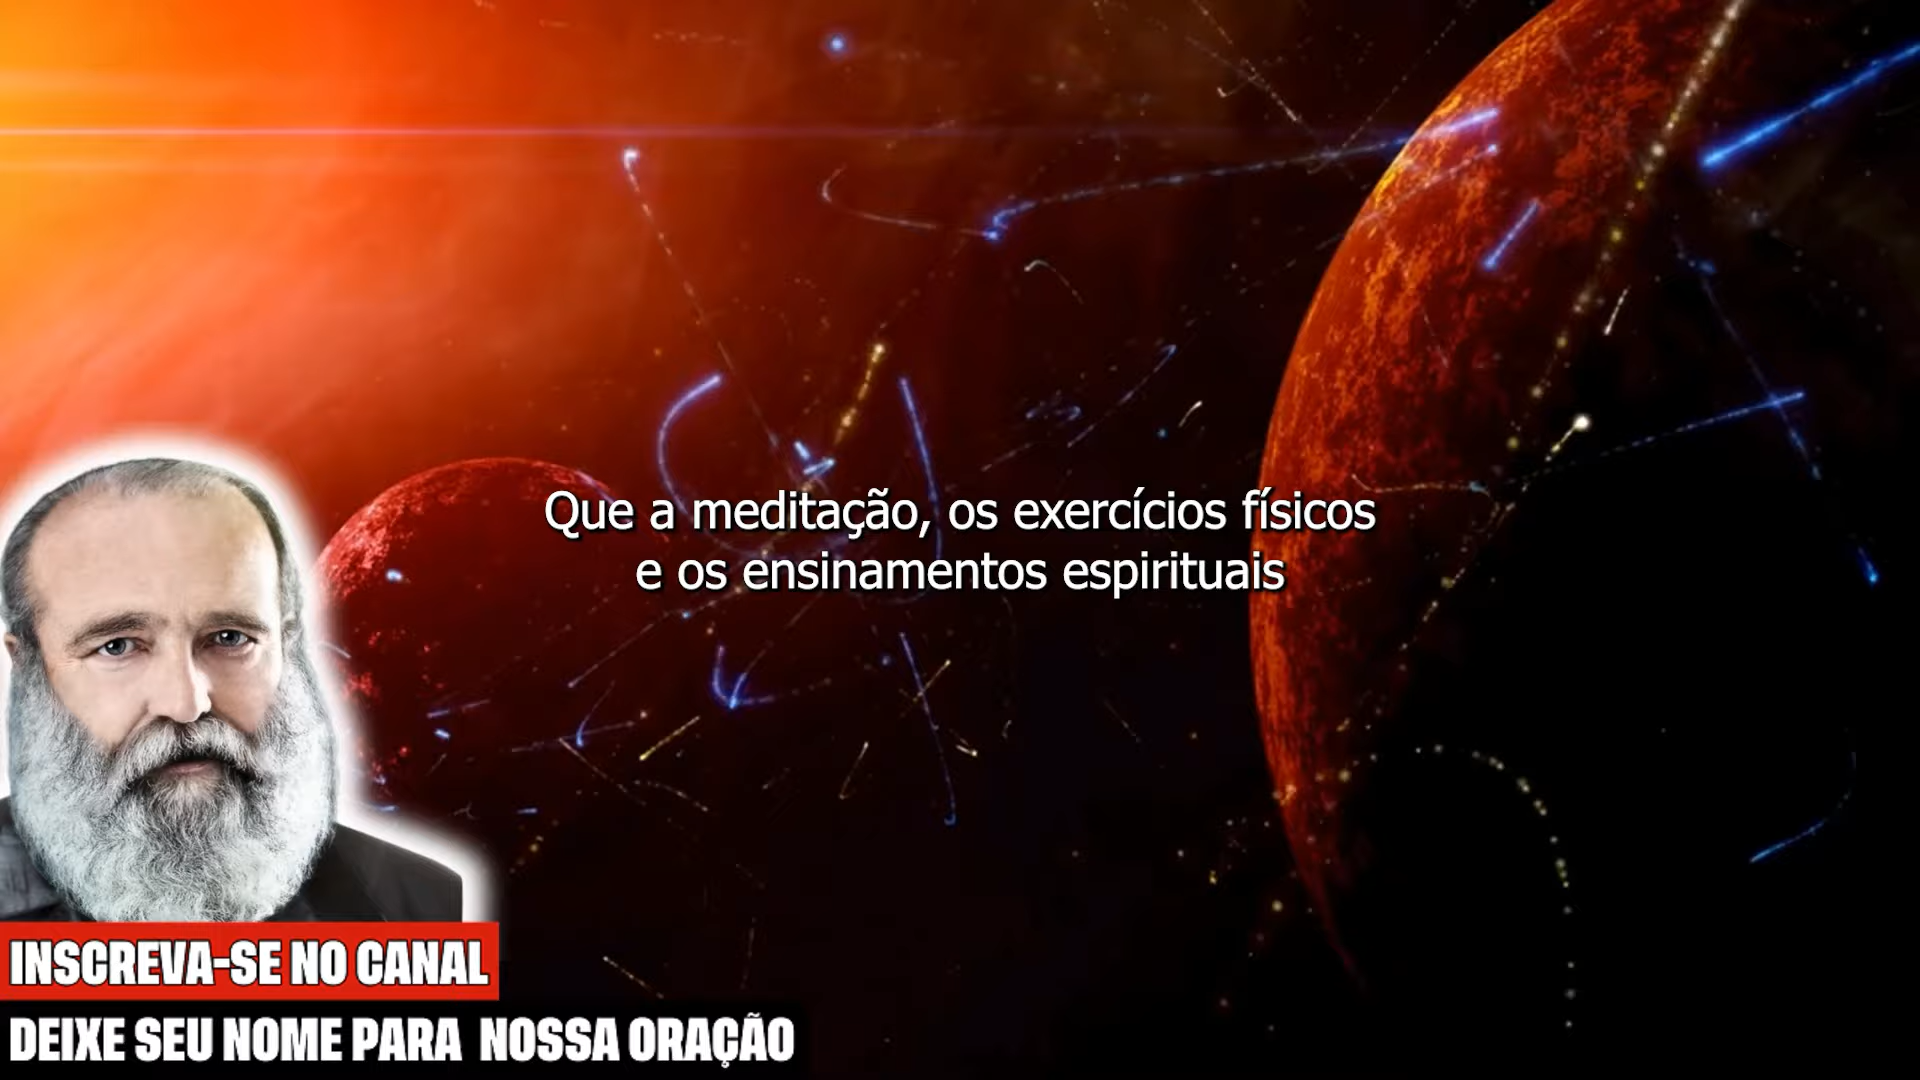 Que a meditação, os exercícios físicos
e os ensinamentos espirituais
INSCREVA-SE NO CANAL
DEIXE SEU NOME PARA NOSSA ORAÇÃO